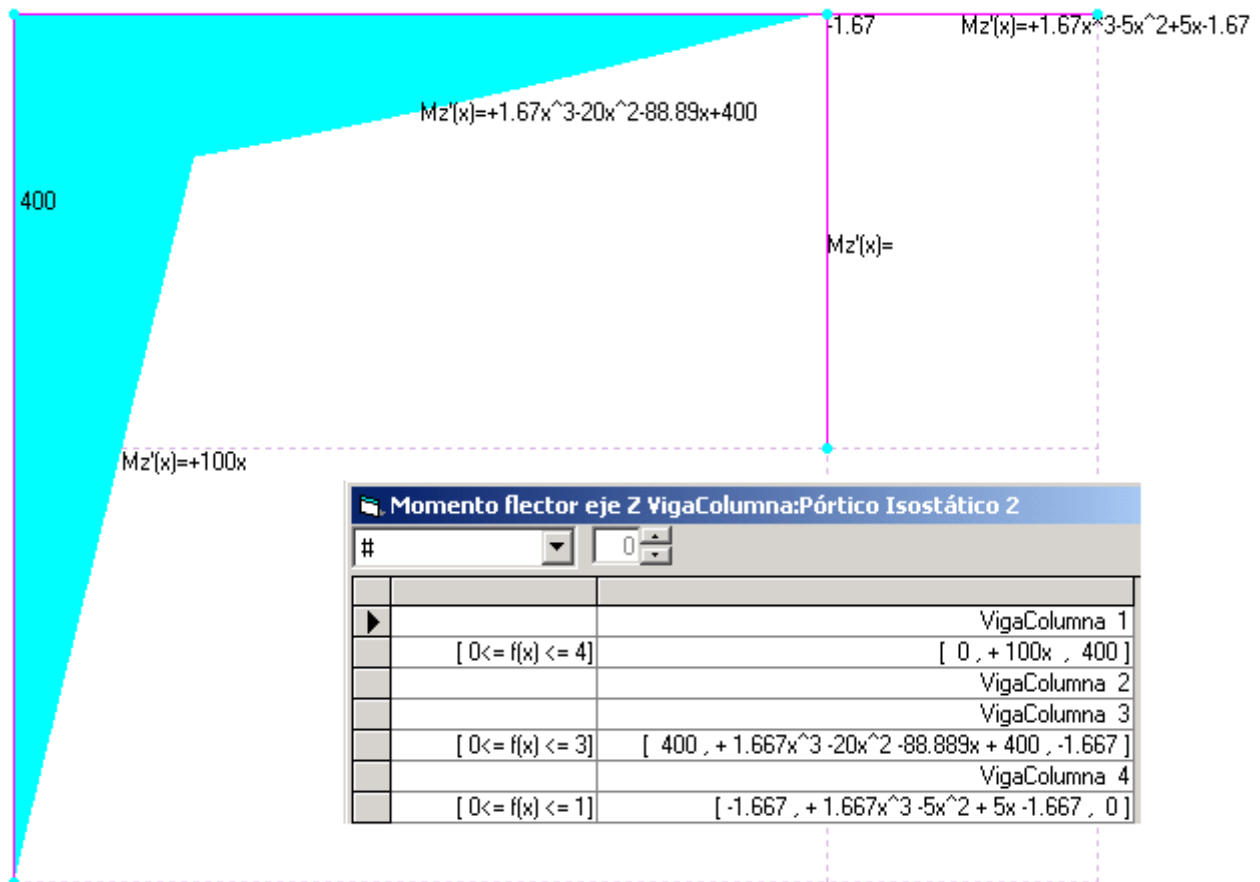 -1.67
Mz'(x)=+1.67x^3-5x^2+5x-1.67
Mz'(x)=+1.67x^3-20x^2-88.89x+400
400
Mz'(x)=
Mz'(x)=+100x
Momento flector eje Z VigaColumna:Pórtico Isostático 2
# 0
VigaColumna 1
[ 0<= f(x) <= 4] [ 0 , + 100x , 400 ]
VigaColumna 2
VigaColumna 3
[ 0<= f(x) <= 3] [ 400 , + 1.667x^3 -20x^2 -88.889x + 400 , -1.667 ]
VigaColumna 4
[ 0<= f(x) <= 1] [ -1.667 , + 1.667x^3 -5x^2 + 5x -1.667 , 0 ]